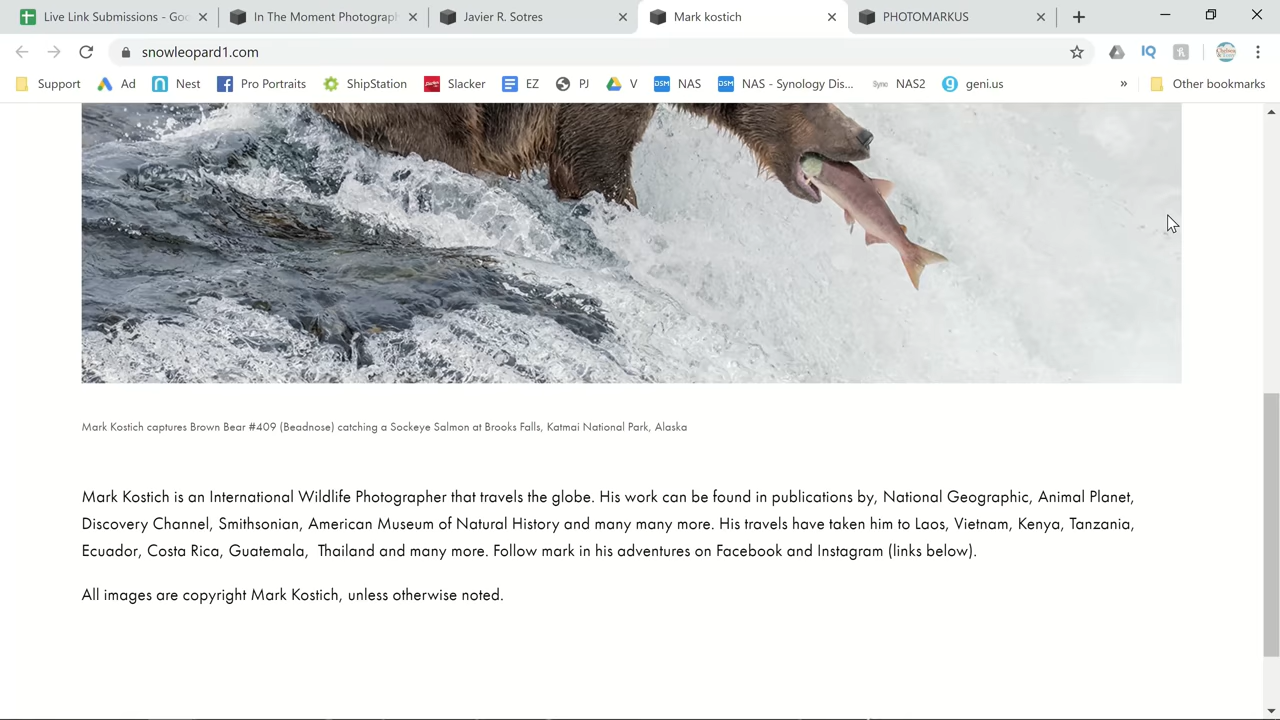 Live Link Submissions - Goo
In The Moment Photograph
Javier R. Sotres
Mark kostich
PHOTOMARKUS
snowleopard1.com
IQ
Support
Ad
Nest
Pro Portraits
ShipStation
Slacker
EZ
PJ
V
DSM
NAS
DSM
NAS - Synology Dis...
Sync
NAS2
geni.us
»
Other bookmarks
Mark Kostich captures Brown Bear #409 (Beadnose) catching a Sockeye Salmon at Brooks Falls, Katmai National Park, Alaska
Mark Kostich is an International Wildlife Photographer that travels the globe. His work can be found in publications by, National Geographic, Animal Planet,
Discovery Channel, Smithsonian, American Museum of Natural History and many many more. His travels have taken him to Laos, Vietnam, Kenya, Tanzania,
Ecuador, Costa Rica, Guatemala,  Thailand and many more. Follow mark in his adventures on Facebook and Instagram (links below).
All images are copyright Mark Kostich, unless otherwise noted.